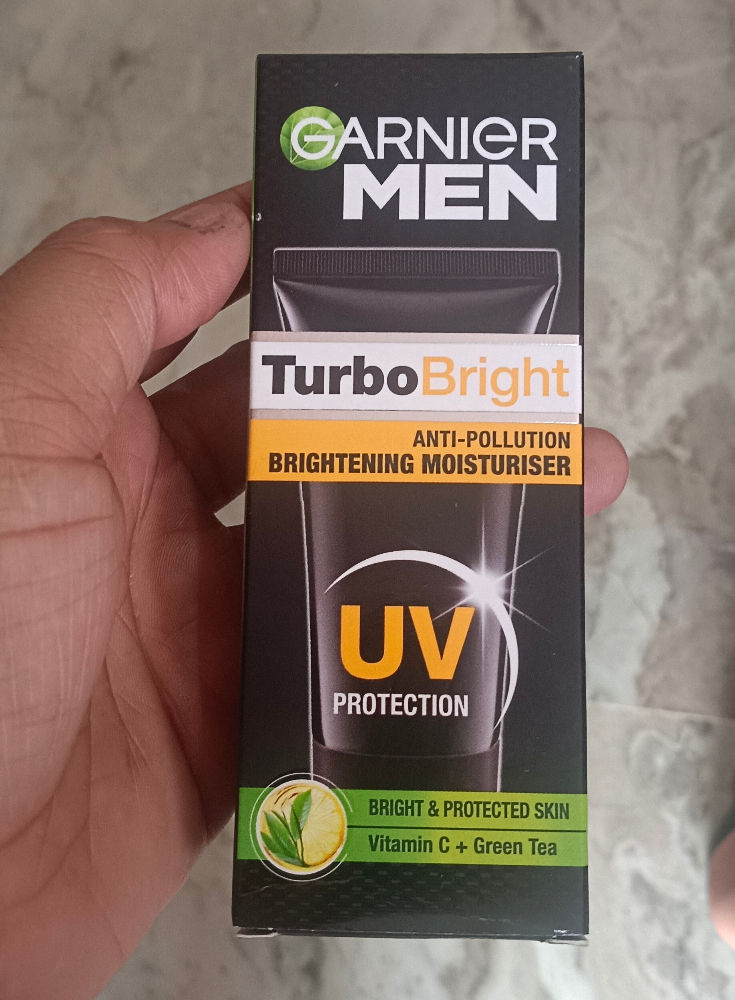 GARNIER
MEN
TurboBright
ANTI-POLLUTION
BRIGHTENING MOISTURISER
UV
PROTECTION
BRIGHT & PROTECTED SKIN
Vitamin C + Green Tea